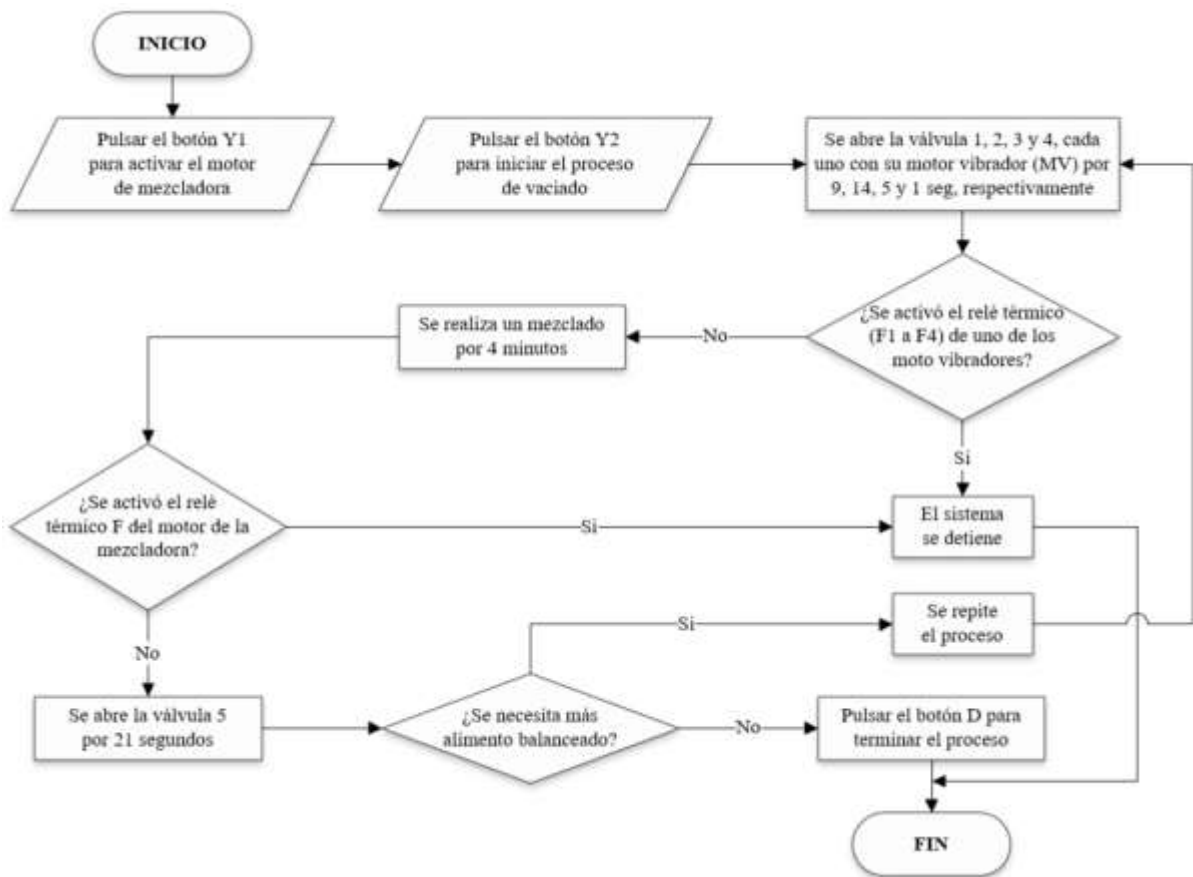 INICIO
Pulsar el botón Y1
para activar el motor
de mezcladora
Pulsar el botón Y2
para iniciar el proceso
de vaciado
Se abre la válvula 1, 2, 3 y 4, cada
uno con su motor vibrador (MV) por
9, 14, 5 y 1 seg, respectivamente
¿Se activó el relé térmico
(F1 a F4) de uno de los
moto vibradores?
No
Se realiza un mezclado
por 4 minutos
Si
¿Se activó el relé
térmico F del motor de la
mezcladora?
Si
El sistema
se detiene
No
Se abre la válvula 5
por 21 segundos
¿Se necesita más
alimento balanceado?
Si
Se repite
el proceso
No
Pulsar el botón D para
terminar el proceso
FIN